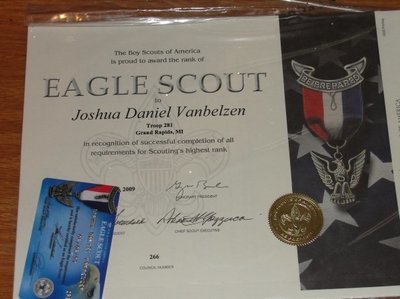 The Boy Scouts of America
is proud to award the rank of
EAGLE SCOUT
to
Joshua Daniel Vanbelzen
Troop 281
Grand Rapids, MI
In recognition of successful completion of all
requirements for Scouting's highest rank
2009
HONORARY PRESIDENT
CHIEF SCOUT EXECUTIVE
266
COUNCIL NUMBER
BE PREPARED
EAGLE SCOUT